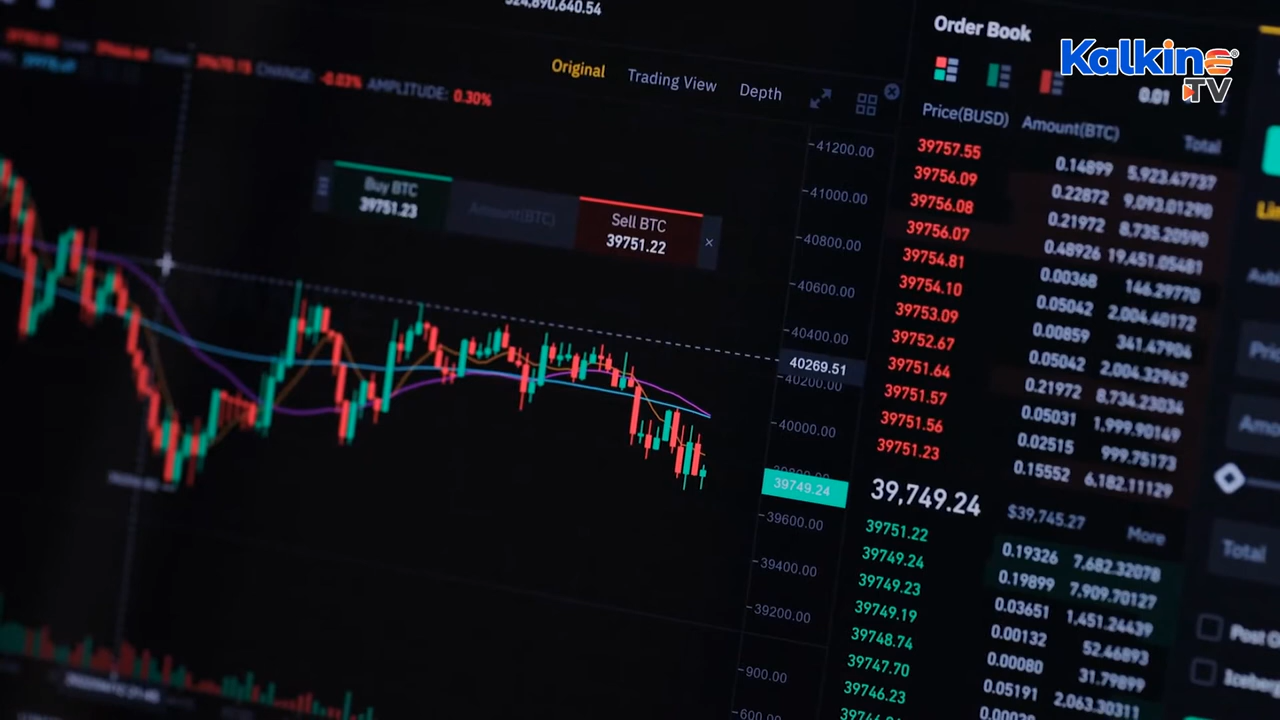 Kalkine
TV
Order Book
0.01
Price(BUSD) Amount(BTC) Total
39757.55 0.14899 5,923.47737
39756.09 0.22872 9,093.01290
39756.08 0.21972 8,735.20590
39756.07 0.48926 19,451.05481
39754.81 0.00368 146.29770
39754.10 0.05042 2,004.40172
39753.09 0.00859 341.47904
39752.67 0.05042 2,004.32962
39751.64 0.21972 8,734.23034
39751.57 0.05031 1,999.90149
39751.56 0.02515 999.75173
39751.23 0.15552 6,182.11129
39,749.24 $39,745.27 More
39751.22 0.19326 7,682.32078
39749.24 0.19899 7,909.70127
39749.23 0.03651 1,451.24439
39749.19 0.00132 52.46893
39748.74 0.00080 31.79899
39747.70 0.05191 2,063.30311
39746.23
CHANGE: -0.03% AMPLITUDE: 0.30%
Original Trading View Depth
Buy BTC
39751.23
Amount(BTC)
Sell BTC
39751.22
41200.00
41000.00
40800.00
40600.00
40400.00
40269.51
40200.00
40000.00
39749.24
39600.00
39400.00
39200.00
900.00
600.00
Total